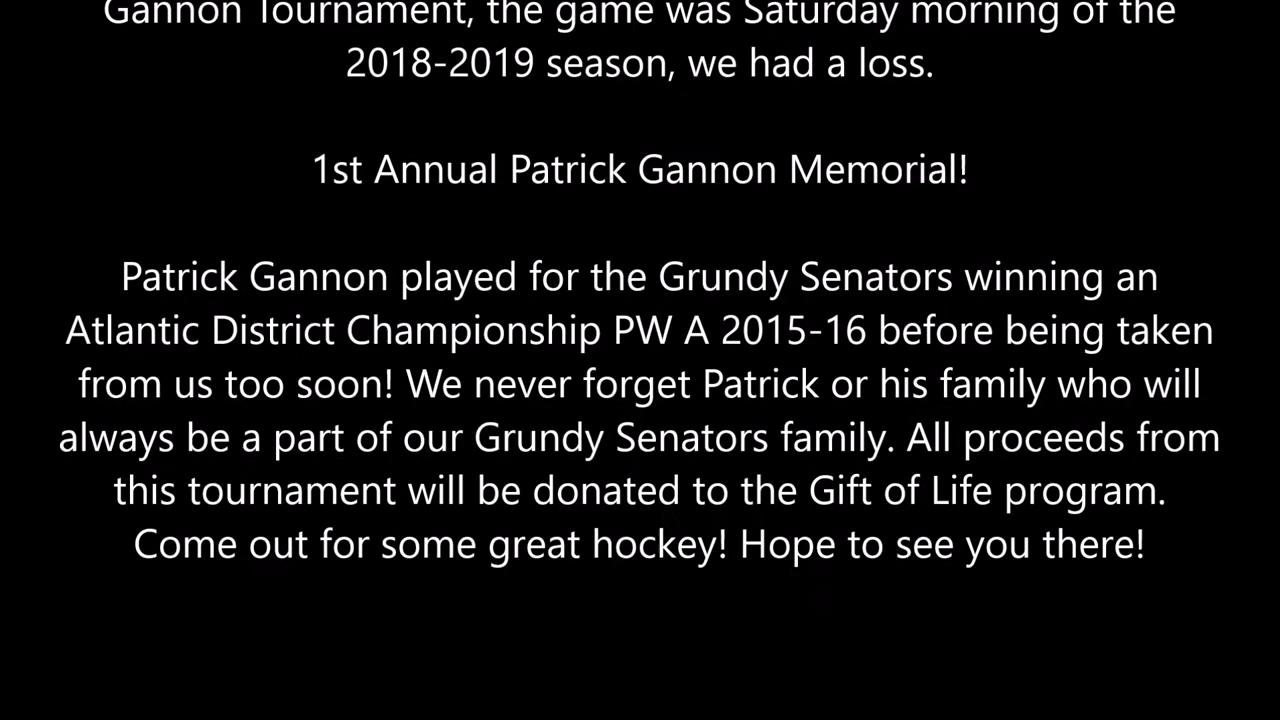 Gannon Tournament, the game was Saturday morning of the
2018-2019 season, we had a loss.
1st Annual Patrick Gannon Memorial!
Patrick Gannon played for the Grundy Senators winning an
Atlantic District Championship PW A 2015-16 before being taken
from us too soon! We never forget Patrick or his family who will
always be a part of our Grundy Senators family. All proceeds from
this tournament will be donated to the Gift of Life program.
Come out for some great hockey! Hope to see you there!